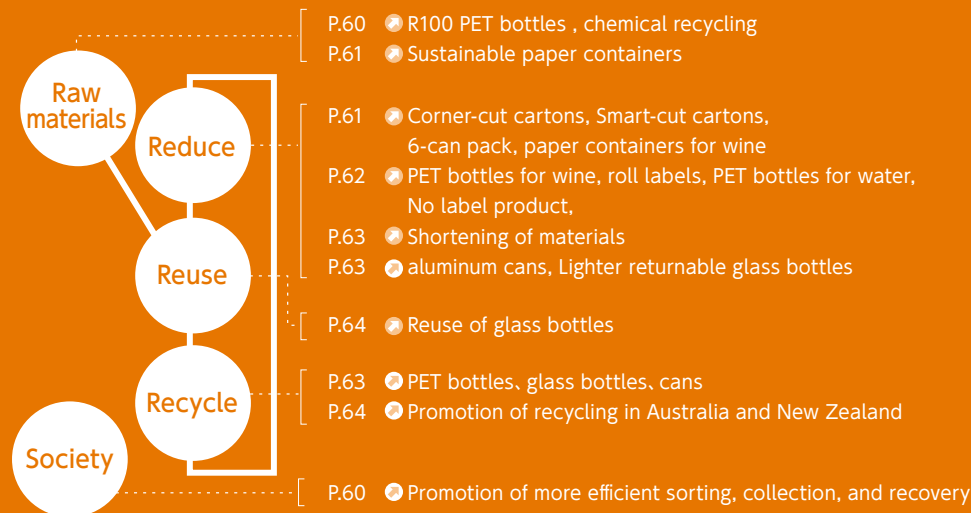 Raw
materials
P.60 R100 PET bottles , chemical recycling
P.61 Sustainable paper containers
Reduce
P.61 Corner-cut cartons, Smart-cut cartons,
6-can pack, paper containers for wine
P.62 PET bottles for wine, roll labels, PET bottles for water,
No label product,
P.63 Shortening of materials
P.63 aluminum cans, Lighter returnable glass bottles
Reuse
P.64 Reuse of glass bottles
Recycle
P.63 PET bottles、glass bottles、cans
P.64 Promotion of recycling in Australia and New Zealand
Society
P.60 Promotion of more efficient sorting, collection, and recovery